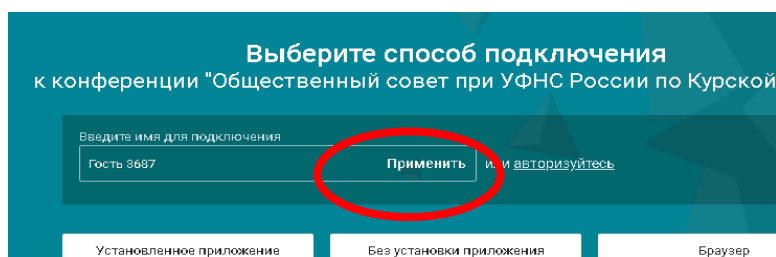 Выберите способ подключения
к конференции "Общественный совет при УФНС России по Курской
Введите имя для подключения
Гость 3687 Применить или авторизуйтесь
Установленное приложение Без установки приложения Браузер